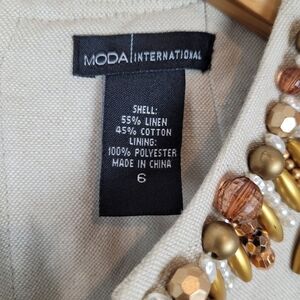 MODA INTERNATIONAL
SHELL:
55% LINEN
45% COTTON
LINING:
100% POLYESTER
MADE IN CHINA
6